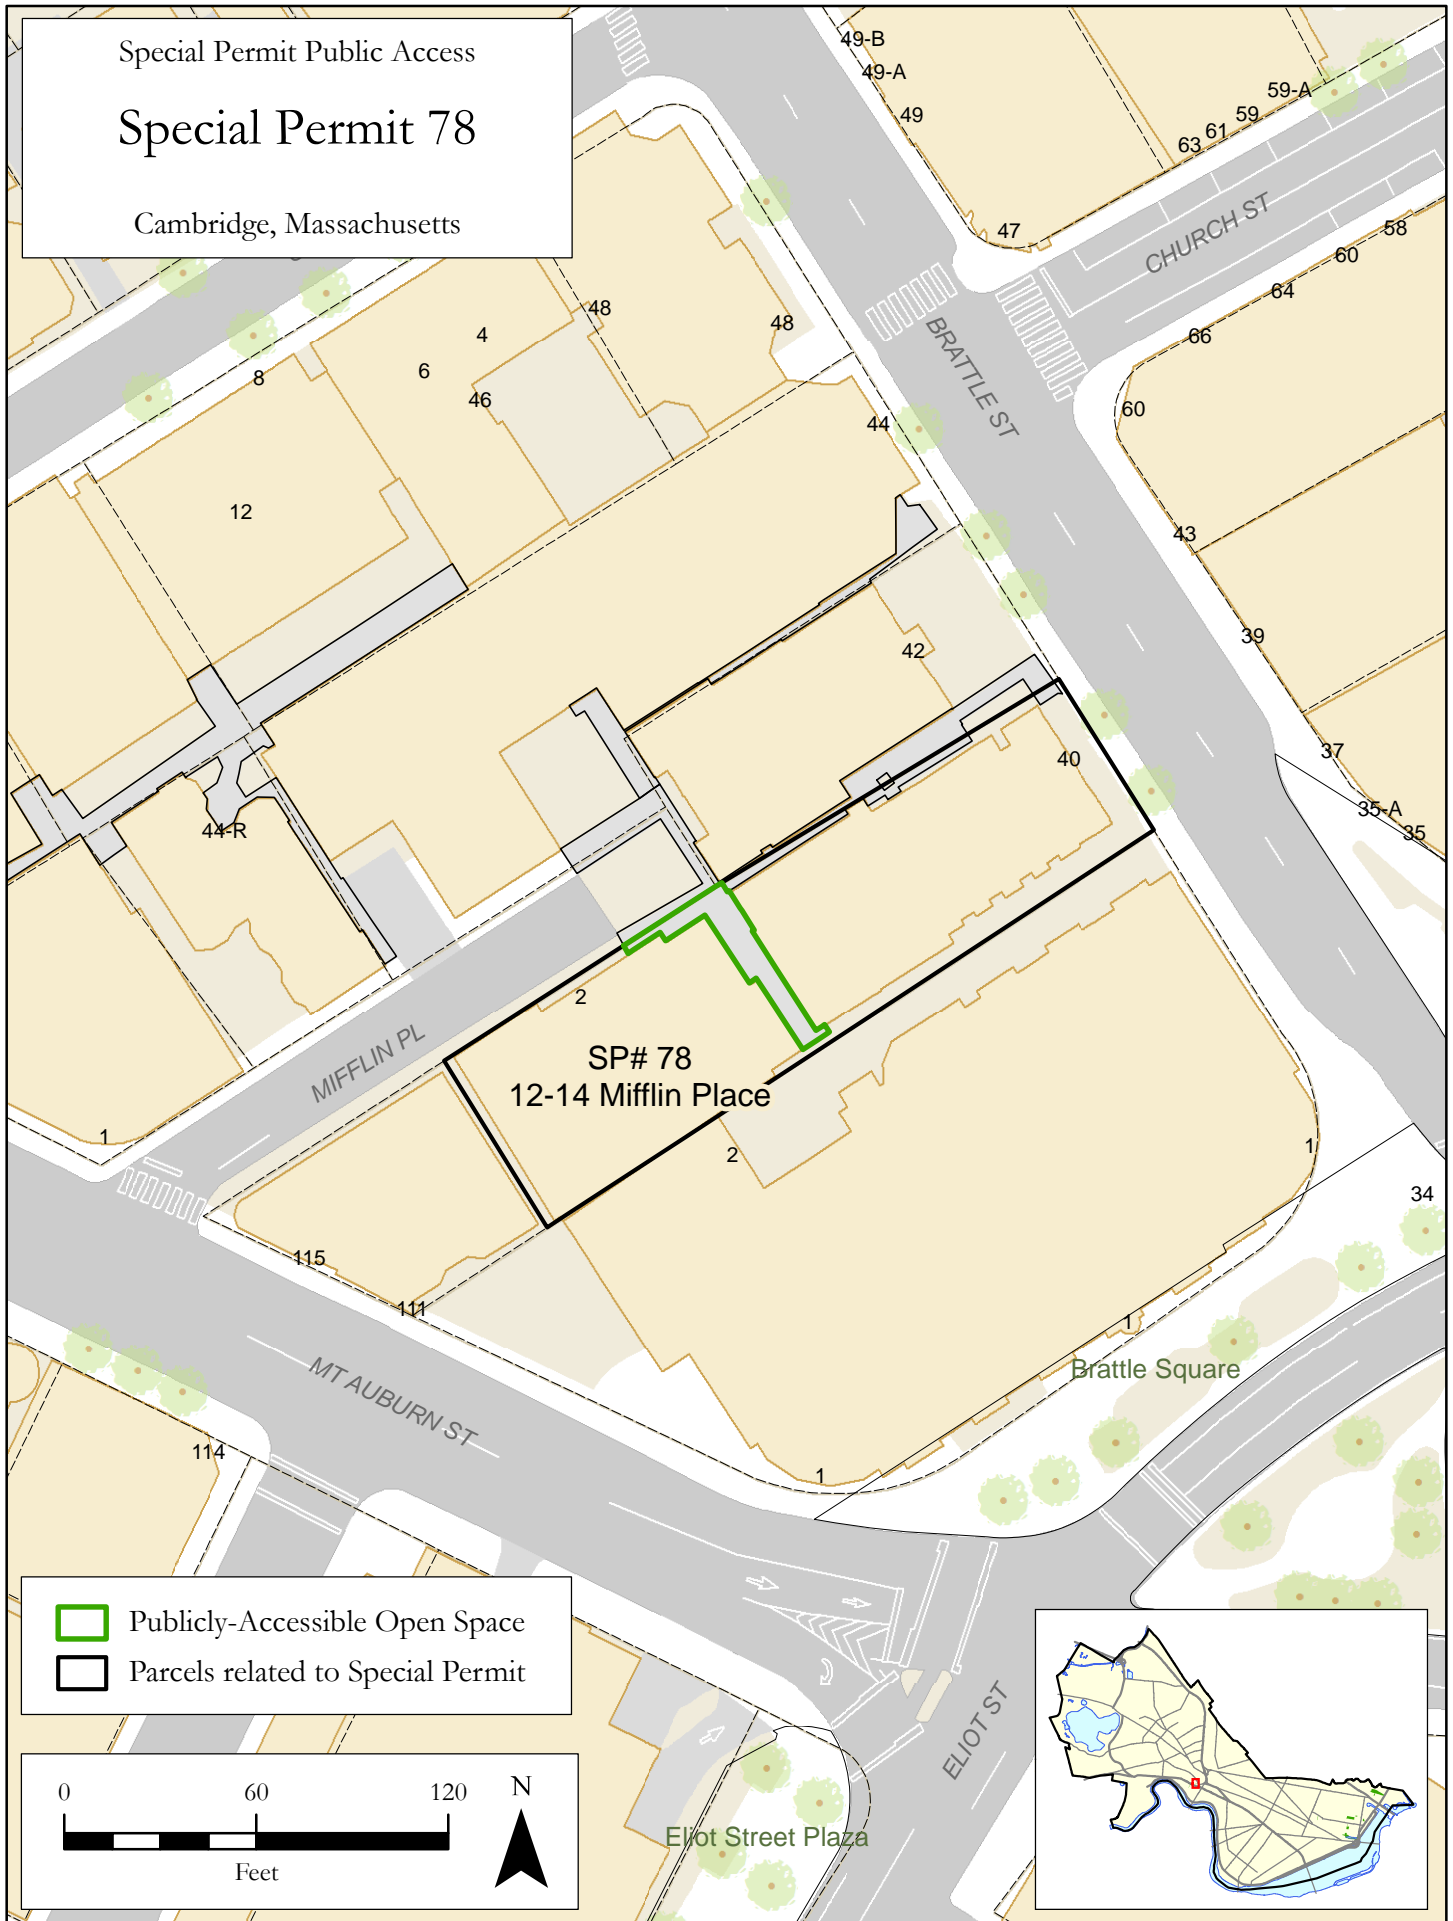 Special Permit Public Access
Special Permit 78
Cambridge, Massachusetts
49-B
49-A
49
59-A
59
61
63
47
CHURCH ST
58
60
64
66
60
48
48
4
6
8
46
44
BRATTLE ST
12
43
39
42
37
40
35-A
35
44-R
2
MIFFLIN PL
SP# 78
12-14 Mifflin Place
1
2
1
34
115
111
1
Brattle Square
MT AUBURN ST
114
1
Publicly-Accessible Open Space
Parcels related to Special Permit
ELIOT ST
0 60 120
Feet
N
Eliot Street Plaza